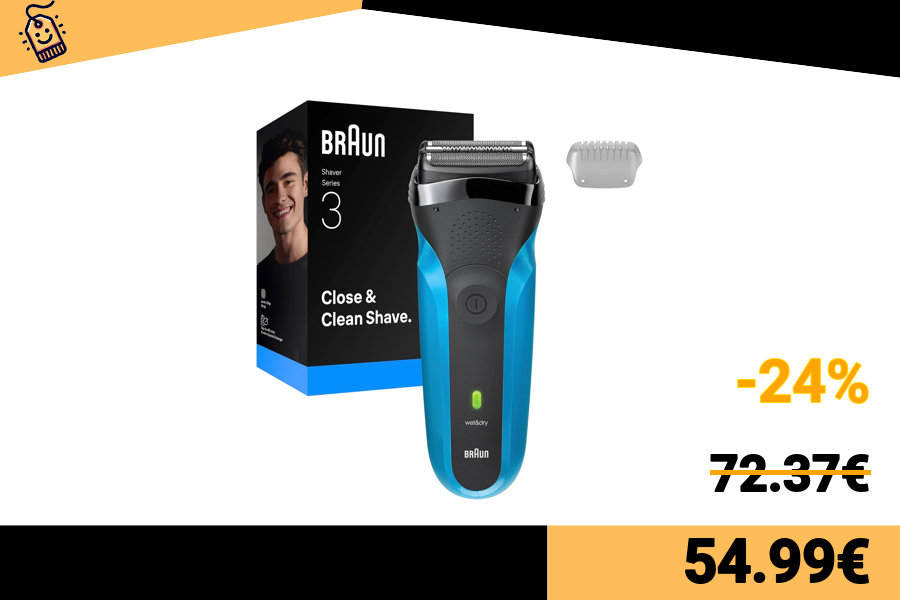 BRAUN
Shaver
Series
3
Close &
Clean Shave.
wet&dry
BRAUN
-24%
72.37€
54.99€